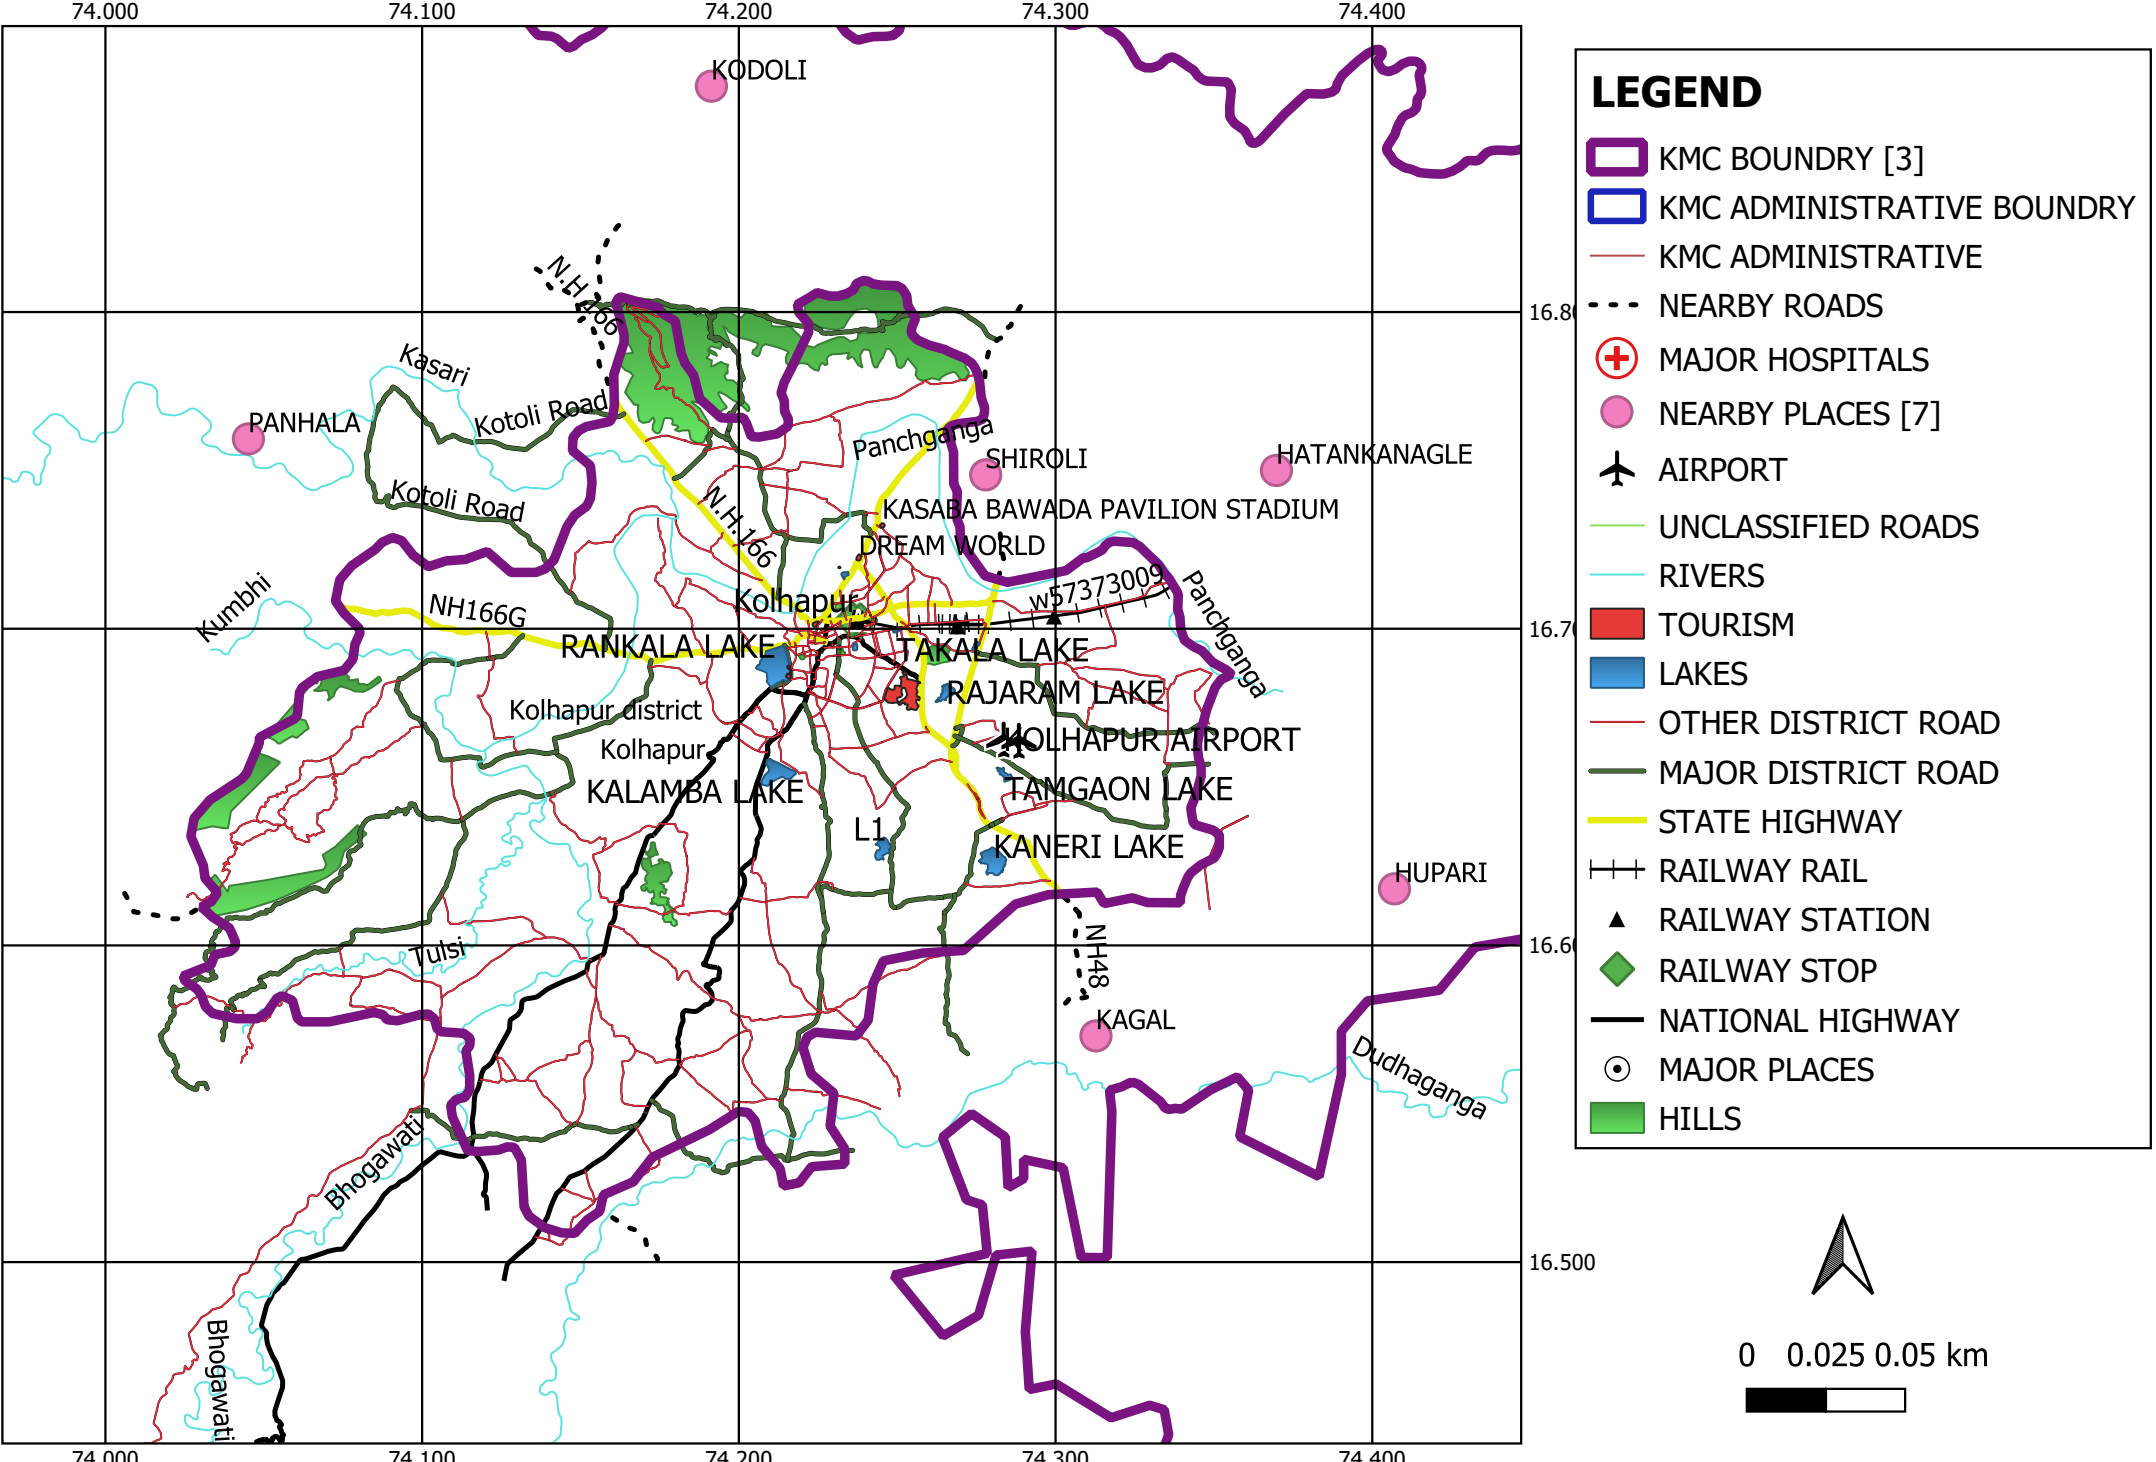 74.000 74.100 74.200 74.300 74.400
KODOLI
N.H.166
Kasari
PANHALA
Kotoli Road
Panchganga
SHIROLI
HATANKANAGLE
Kotoli Road
N.H.166
KASABA BAWADA PAVILION STADIUM
DREAM WORLD
Kumbhi
NH166G
Kolhapur
w57373009
Panchganga
RANKALA LAKE
TAKALA LAKE
RAJARAM LAKE
Kolhapur district
Kolhapur
KOLHAPUR AIRPORT
KALAMBA LAKE
TAMGAON LAKE
L1
KANERI LAKE
HUPARI
Tulsi
NH48
KAGAL
Dudhaganga
Bhogawati
Bhogawati
16.80
16.70
16.60
16.500
74.000 74.100 74.200 74.300 74.400
LEGEND
KMC BOUNDRY [3]
KMC ADMINISTRATIVE BOUNDRY
KMC ADMINISTRATIVE
NEARBY ROADS
MAJOR HOSPITALS
NEARBY PLACES [7]
AIRPORT
UNCLASSIFIED ROADS
RIVERS
TOURISM
LAKES
OTHER DISTRICT ROAD
MAJOR DISTRICT ROAD
STATE HIGHWAY
RAILWAY RAIL
RAILWAY STATION
RAILWAY STOP
NATIONAL HIGHWAY
MAJOR PLACES
HILLS
0 0.025 0.05 km